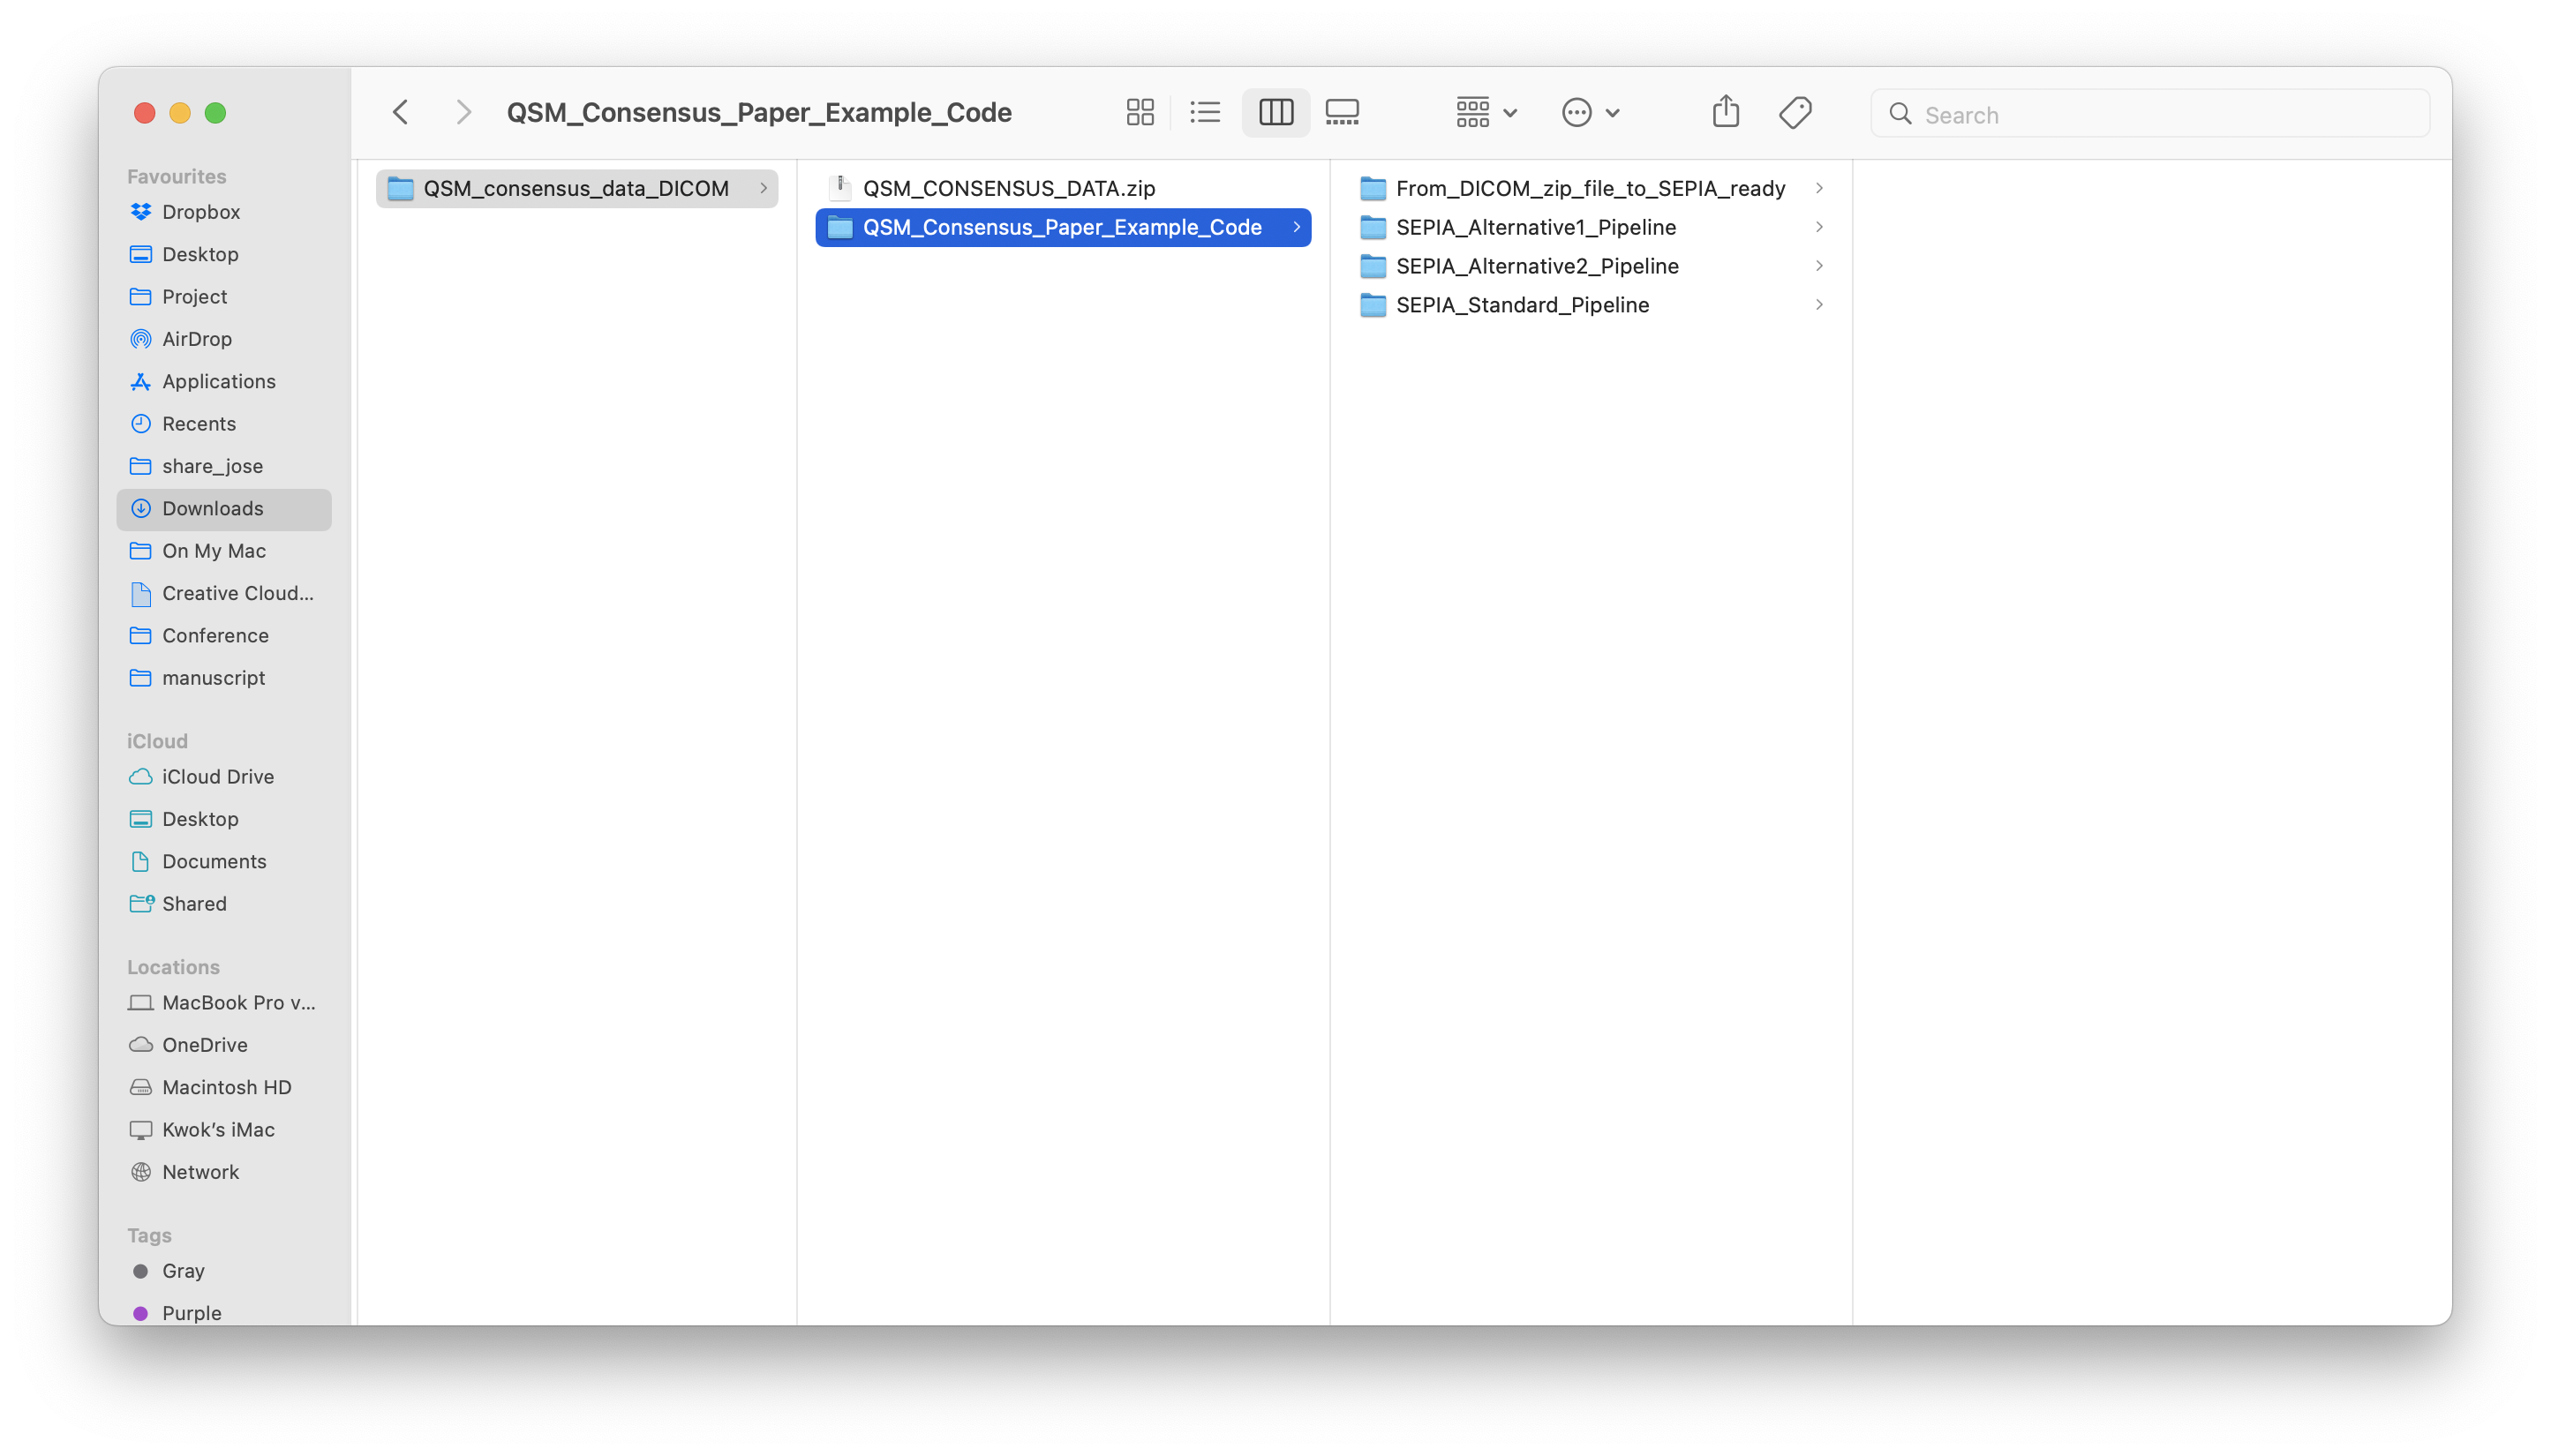 QSM_Consensus_Paper_Example_Code
Search
Favourites
Dropbox
Desktop
Project
AirDrop
Applications
Recents
share_jose
Downloads
On My Mac
Creative Cloud...
Conference
manuscript
iCloud
iCloud Drive
Desktop
Documents
Shared
Locations
MacBook Pro v...
OneDrive
Macintosh HD
Kwok’s iMac
Network
Tags
Gray
Purple
QSM_consensus_data_DICOM
QSM_CONSENSUS_DATA.zip
QSM_Consensus_Paper_Example_Code
From_DICOM_zip_file_to_SEPIA_ready
SEPIA_Alternative1_Pipeline
SEPIA_Alternative2_Pipeline
SEPIA_Standard_Pipeline